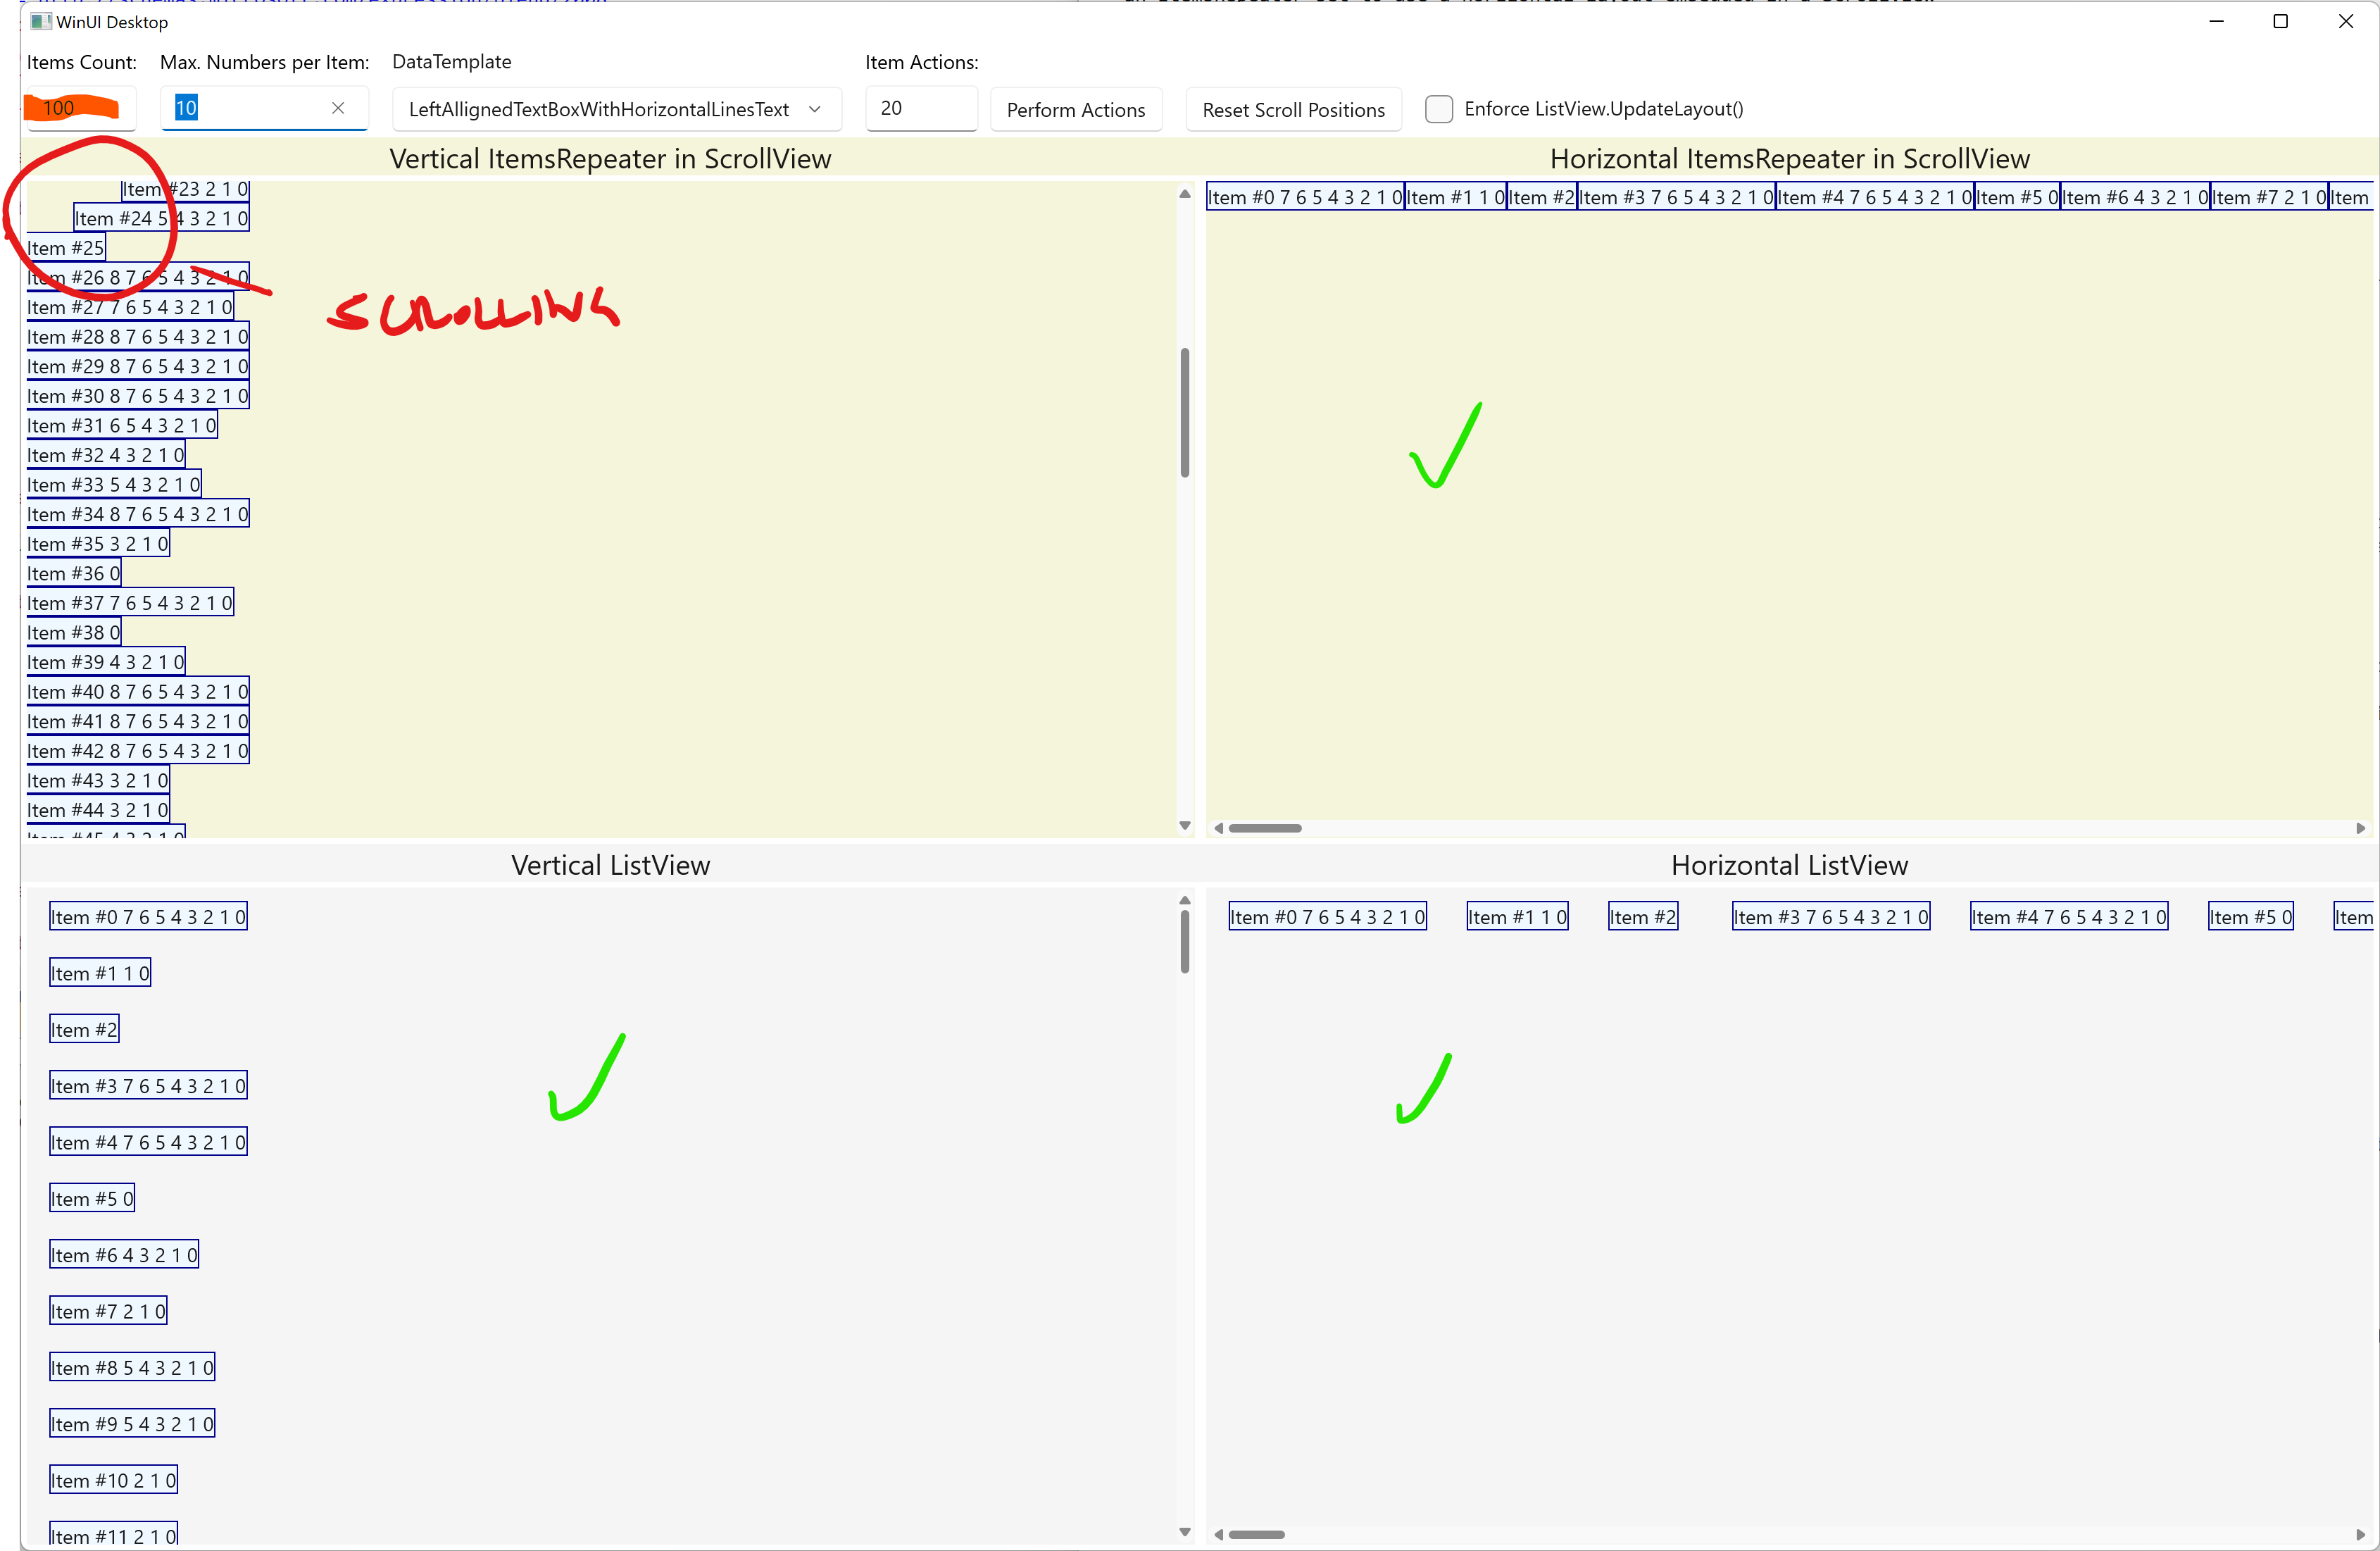 WinUI Desktop
Items Count: Max. Numbers per Item: DataTemplate Item Actions:
100 10 LeftAllignedTextBoxWithHorizontalLinesText 20 Perform Actions Reset Scroll Positions Enforce ListView.UpdateLayout()
Vertical ItemsRepeater in ScrollView
Item #23 2 1 0
Item #24 5 4 3 2 1 0
Item #25
Item #26 8 7 6 5 4 3 2 1 0
SCROLLING
Item #27 7 6 5 4 3 2 1 0
Item #28 8 7 6 5 4 3 2 1 0
Item #29 8 7 6 5 4 3 2 1 0
Item #30 8 7 6 5 4 3 2 1 0
Item #31 6 5 4 3 2 1 0
Item #32 4 3 2 1 0
Item #33 5 4 3 2 1 0
Item #34 8 7 6 5 4 3 2 1 0
Item #35 3 2 1 0
Item #36 0
Item #37 7 6 5 4 3 2 1 0
Item #38 0
Item #39 4 3 2 1 0
Item #40 8 7 6 5 4 3 2 1 0
Item #41 8 7 6 5 4 3 2 1 0
Item #42 8 7 6 5 4 3 2 1 0
Item #43 3 2 1 0
Item #44 3 2 1 0
Item #45 4 3 2 1 0
Horizontal ItemsRepeater in ScrollView
Item #0 7 6 5 4 3 2 1 0 Item #1 1 0 Item #2 Item #3 7 6 5 4 3 2 1 0 Item #4 7 6 5 4 3 2 1 0 Item #5 0 Item #6 4 3 2 1 0 Item #7 2 1 0 Item
Vertical ListView
Item #0 7 6 5 4 3 2 1 0
Item #1 1 0
Item #2
Item #3 7 6 5 4 3 2 1 0
Item #4 7 6 5 4 3 2 1 0
Item #5 0
Item #6 4 3 2 1 0
Item #7 2 1 0
Item #8 5 4 3 2 1 0
Item #9 5 4 3 2 1 0
Item #10 2 1 0
Item #11 2 1 0
Horizontal ListView
Item #0 7 6 5 4 3 2 1 0 Item #1 1 0 Item #2 Item #3 7 6 5 4 3 2 1 0 Item #4 7 6 5 4 3 2 1 0 Item #5 0 Item